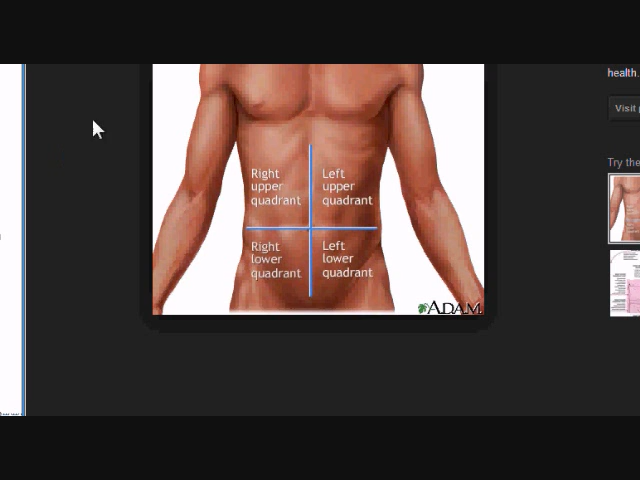 health.
Visit
Try the
Right
upper
quadrant
Left
upper
quadrant
Right
lower
quadrant
Left
lower
quadrant
A.D.A.M.